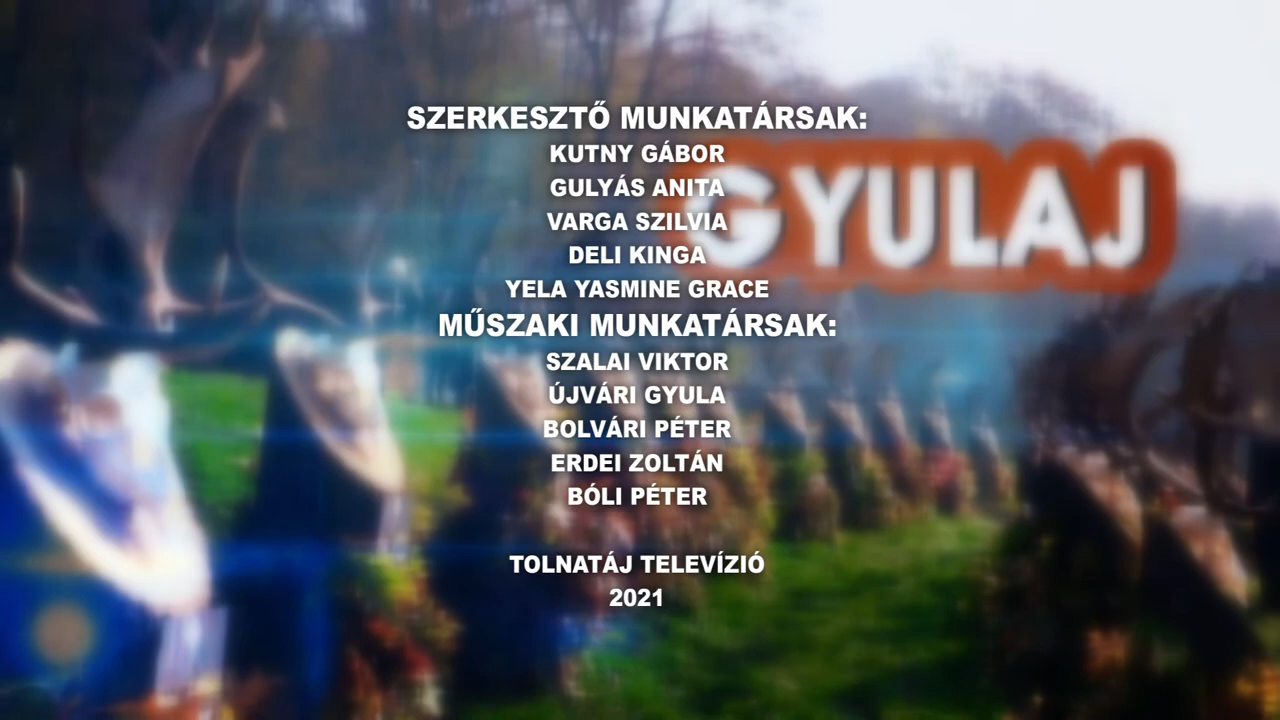 SZERKESZTŐ MUNKATÁRSAK:
KUTNY GÁBOR
GULYÁS ANITA
VARGA SZILVIA
DELI KINGA
YELA YASMINE GRACE
GYULAJ
MŰSZAKI MUNKATÁRSAK:
SZALAI VIKTOR
ÚJVÁRI GYULA
BOLVÁRI PÉTER
ERDEI ZOLTÁN
BÓLI PÉTER
TOLNATÁJ TELEVÍZIÓ
2021